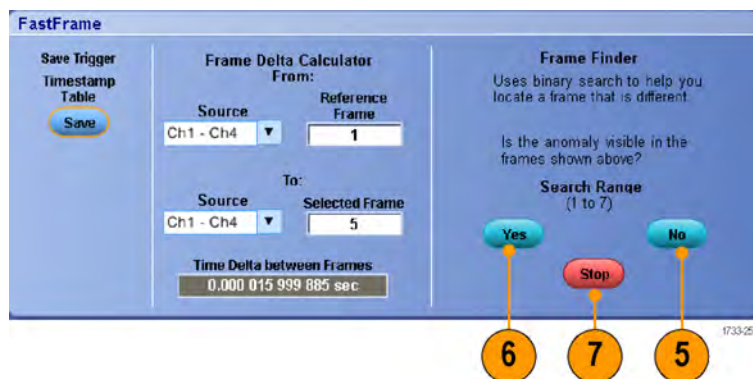 FastFrame
Save Trigger
Timestamp
Table
Save
Frame Delta Calculator
From:
Source
Reference
Frame
Ch1 - Ch4
1
To:
Source
Selected Frame
Ch1 - Ch4
5
Time Delta between Frames
0.000 015 999 885 sec
Frame Finder
Uses binary search to help you
locate a frame that is different.
Is the anomaly visible in the
frames shown above?
Search Range
(1 to 7)
Yes
No
Stop
6
7
5